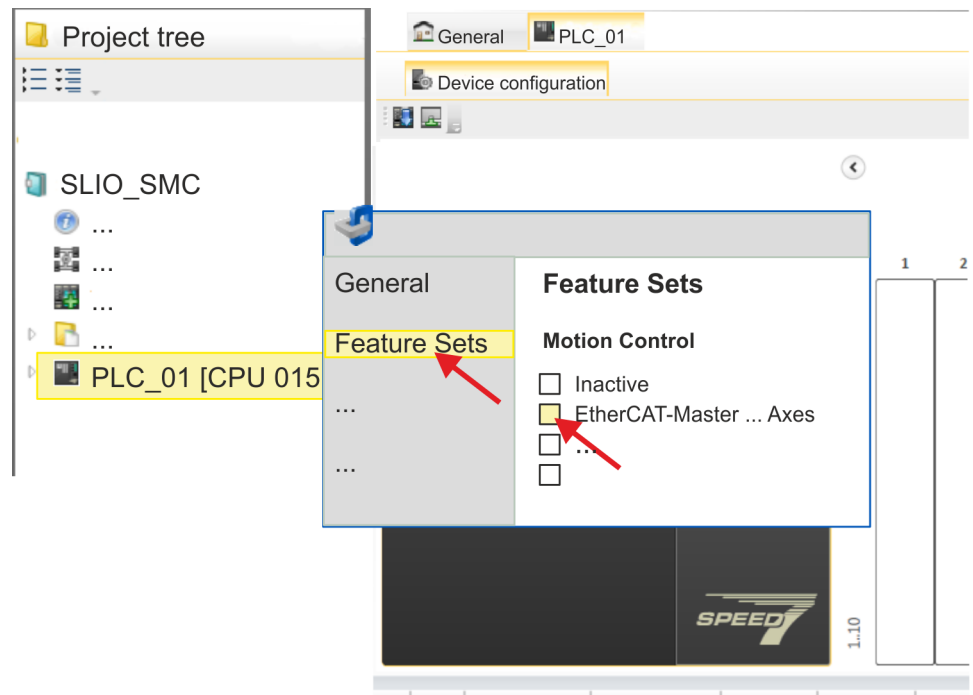 Project tree
SLIO_SMC
...
...
...
...
PLC_01 [CPU 015
General
PLC_01
Device configuration
General
Feature Sets
...
...
Feature Sets
Motion Control
Inactive
EtherCAT-Master ... Axes
...
1
2
SPEED7
1..10